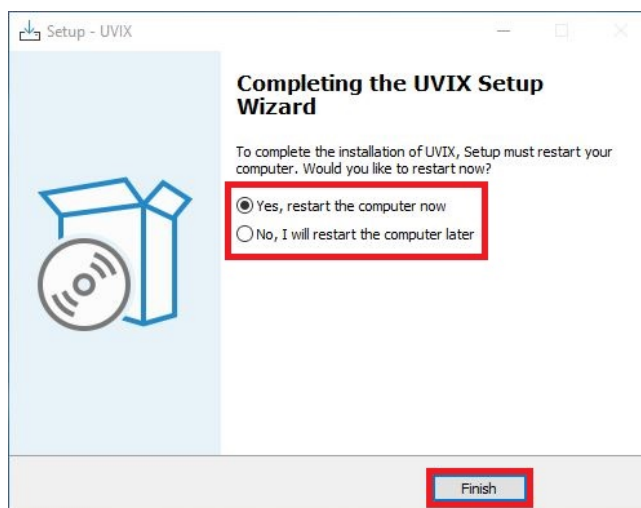 Setup - UVIX
Completing the UVIX Setup
Wizard
To complete the installation of UVIX, Setup must restart your
computer. Would you like to restart now?
Yes, restart the computer now
No, I will restart the computer later
Finish